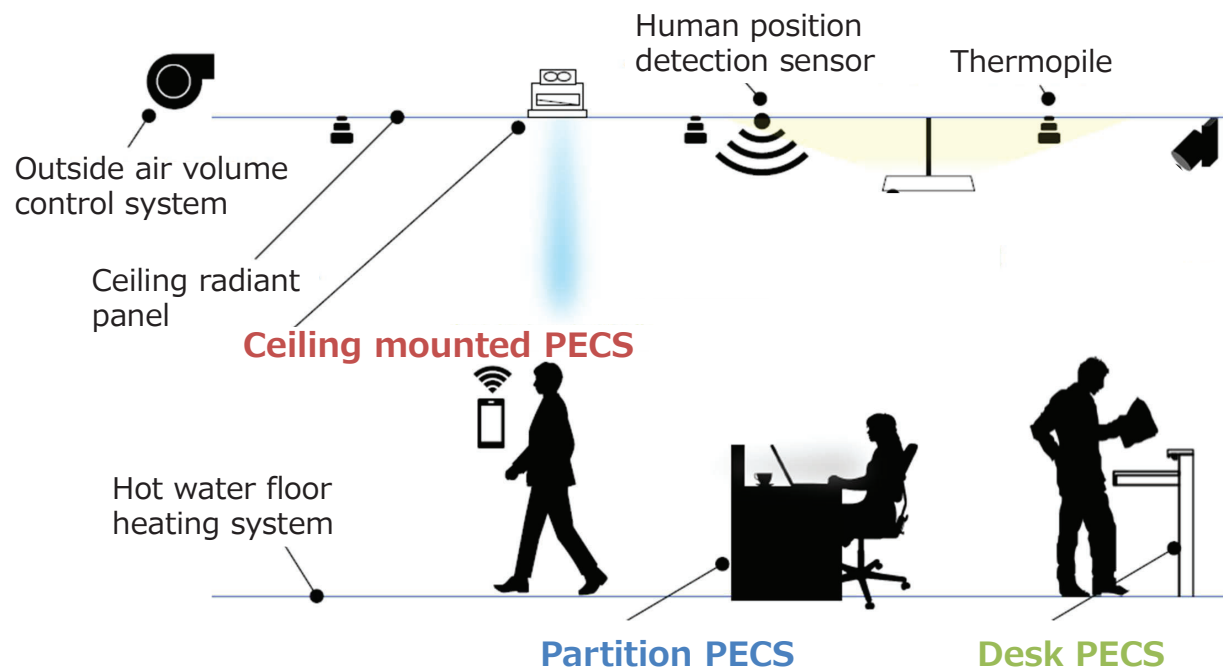 Human position
detection sensor
Thermopile
Outside air volume
control system
Ceiling radiant
panel
Ceiling mounted PECS
Hot water floor
heating system
Partition PECS
Desk PECS